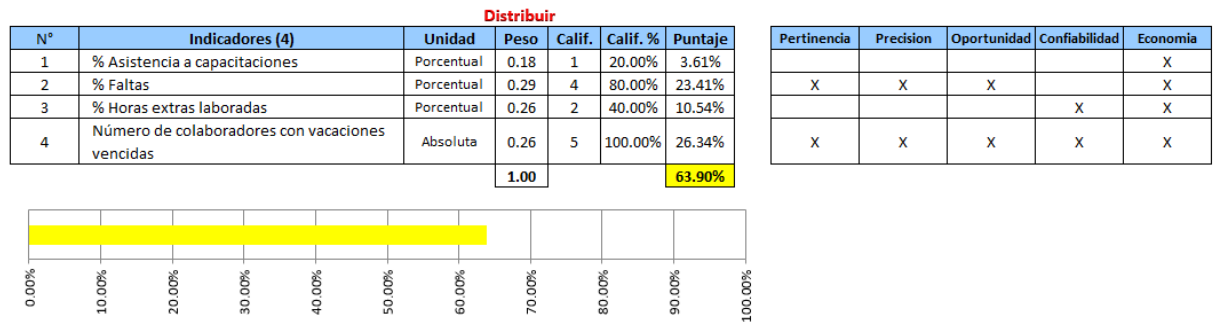 Distribuir
N° Indicadores (4) Unidad Peso Calif. Calif. % Puntaje Pertinencia Precision Oportunidad Confiabilidad Economia
1 % Asistencia a capacitaciones Porcentual 0.18 1 20.00% 3.61% X
2 % Faltas Porcentual 0.29 4 80.00% 23.41% X X X X
3 % Horas extras laboradas Porcentual 0.26 2 40.00% 10.54% X X
4 Número de colaboradores con vacaciones
vencidas Absoluta 0.26 5 100.00% 26.34% X X X X X
1.00 63.90%
0.00% 10.00% 20.00% 30.00% 40.00% 50.00% 60.00% 70.00% 80.00% 90.00% 100.00%